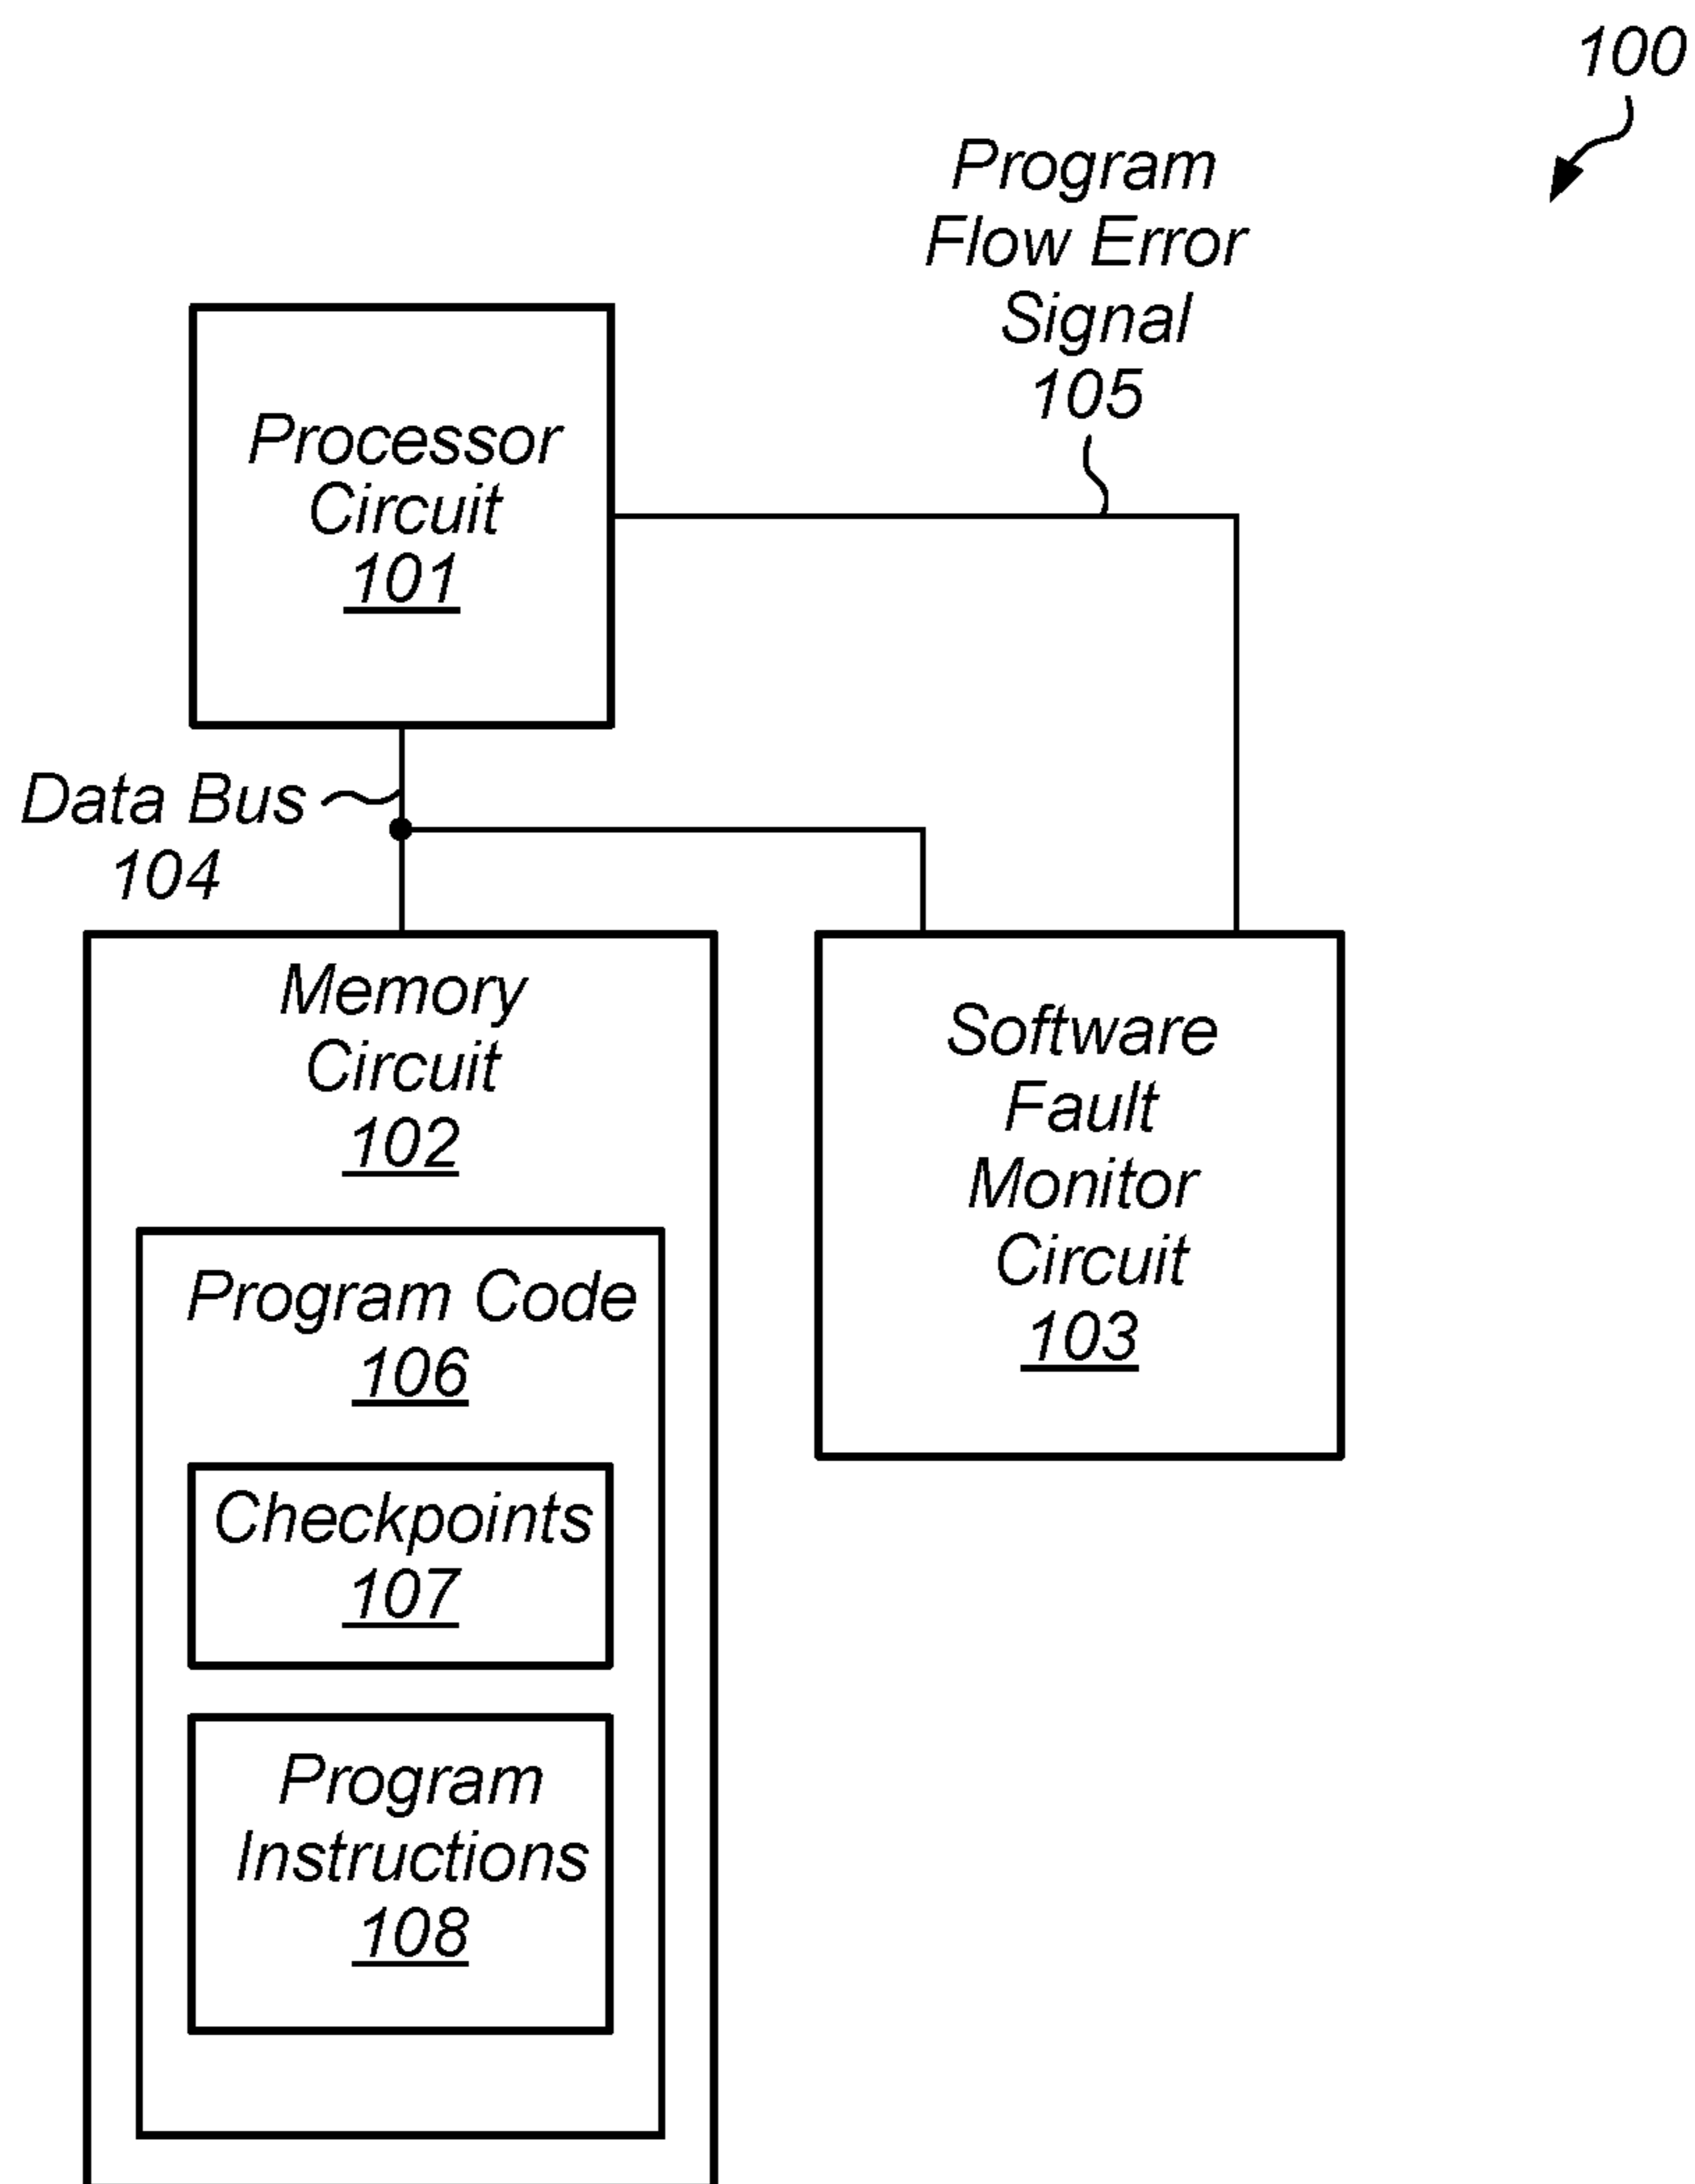 100
Program
Flow Error
Signal
105
Processor
Circuit
101
Data Bus
104
Memory
Circuit
102
Software
Fault
Monitor
Circuit
103
Program Code
106
Checkpoints
107
Program
Instructions
108